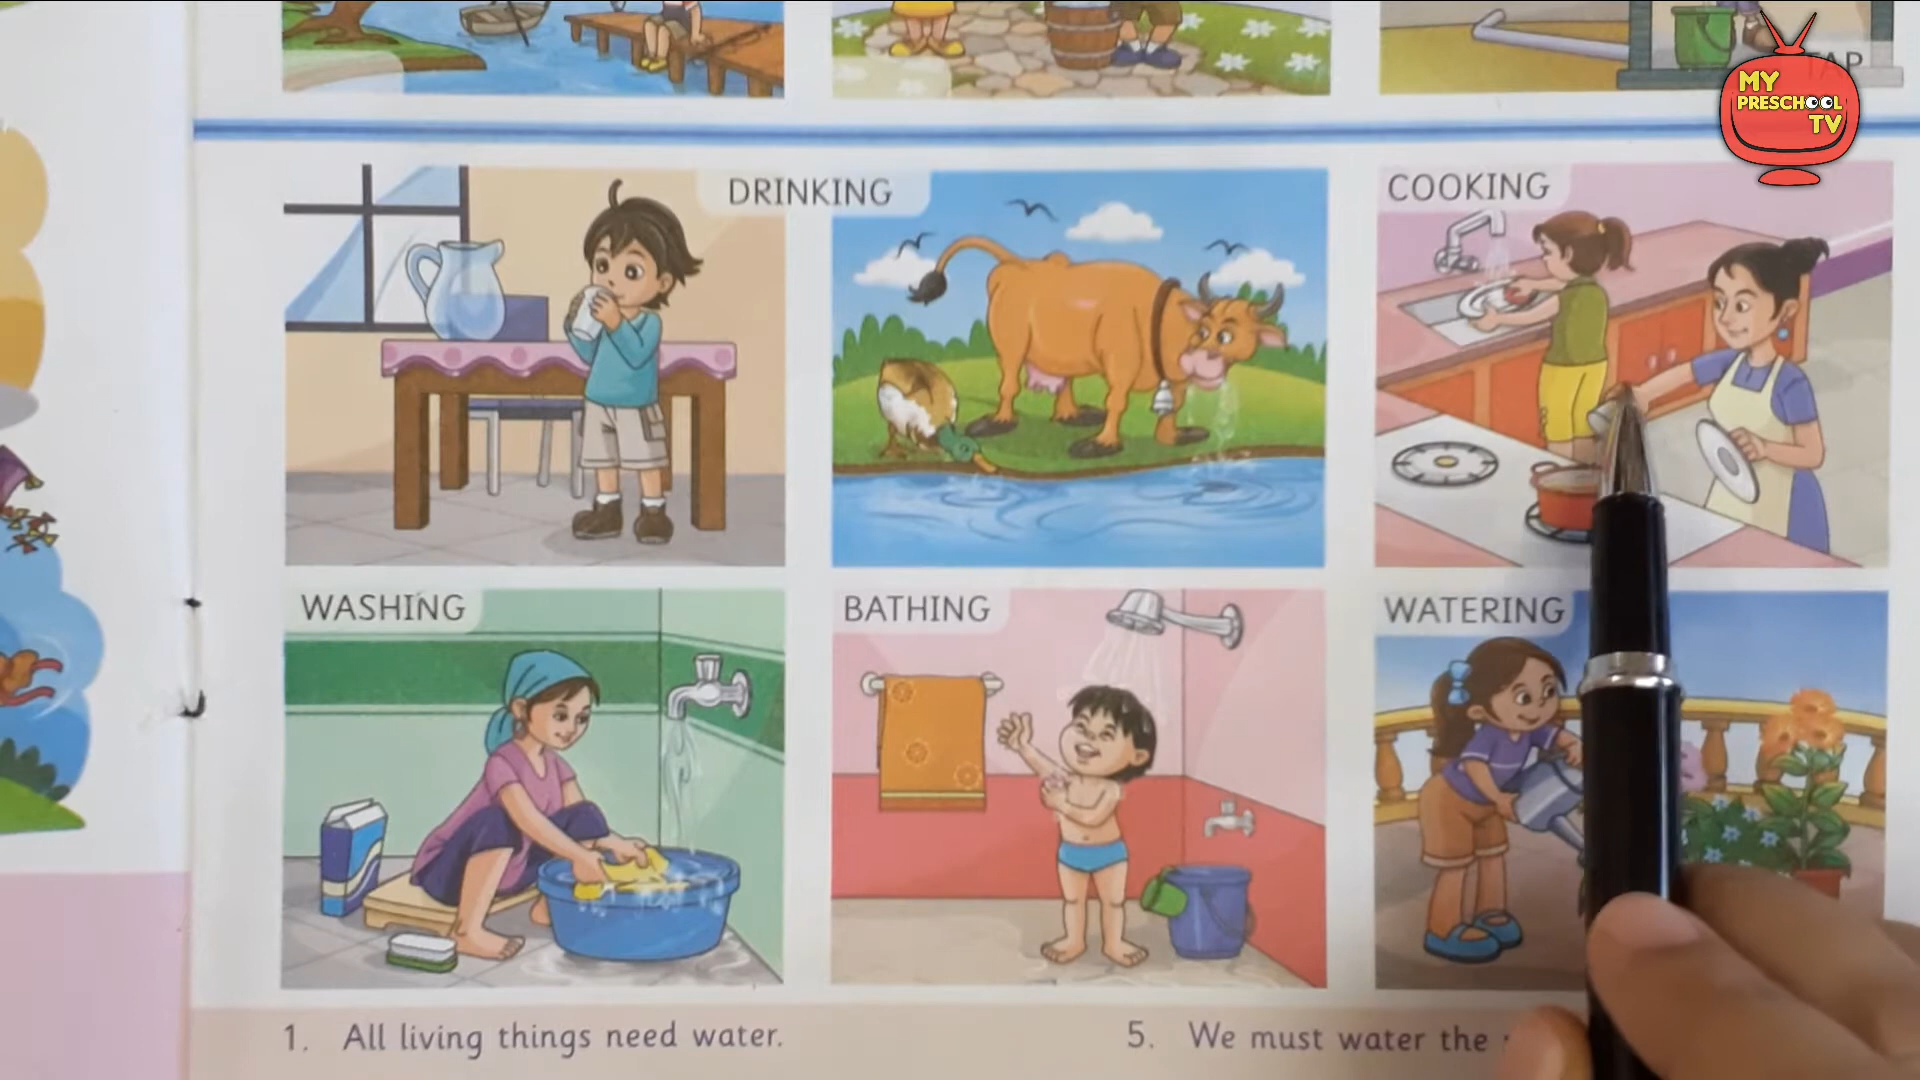 TAP
MY
PRESCHOOL
TV
DRINKING
COOKING
WASHING
BATHING
WATERING
1. All living things need water.
5. We must water the